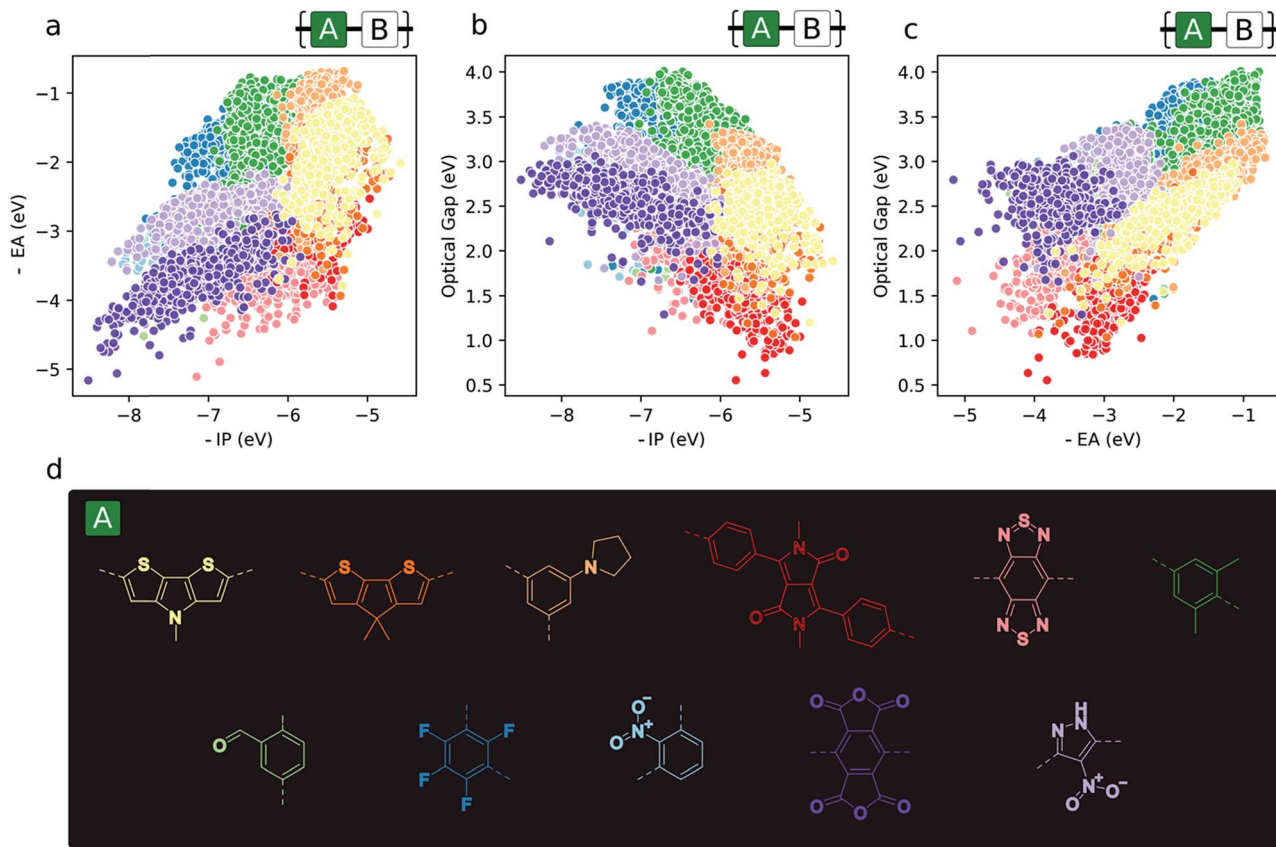 a
A B
b
A B
c
A B
−1
−2
−3
−4
−5
- EA (eV)
−8 −7 −6 −5
- IP (eV)
4.0
3.5
3.0
2.5
2.0
1.5
1.0
0.5
Optical Gap (eV)
−8 −7 −6 −5
- IP (eV)
4.0
3.5
3.0
2.5
2.0
1.5
1.0
0.5
Optical Gap (eV)
−5 −4 −3 −2 −1
- EA (eV)
d
A
S S
N
S S
N
N O
O N
S
N N
N N
S
O
F F
F
F
O−
N+
O
O O O
O O O
H
N
N
N+
O O−